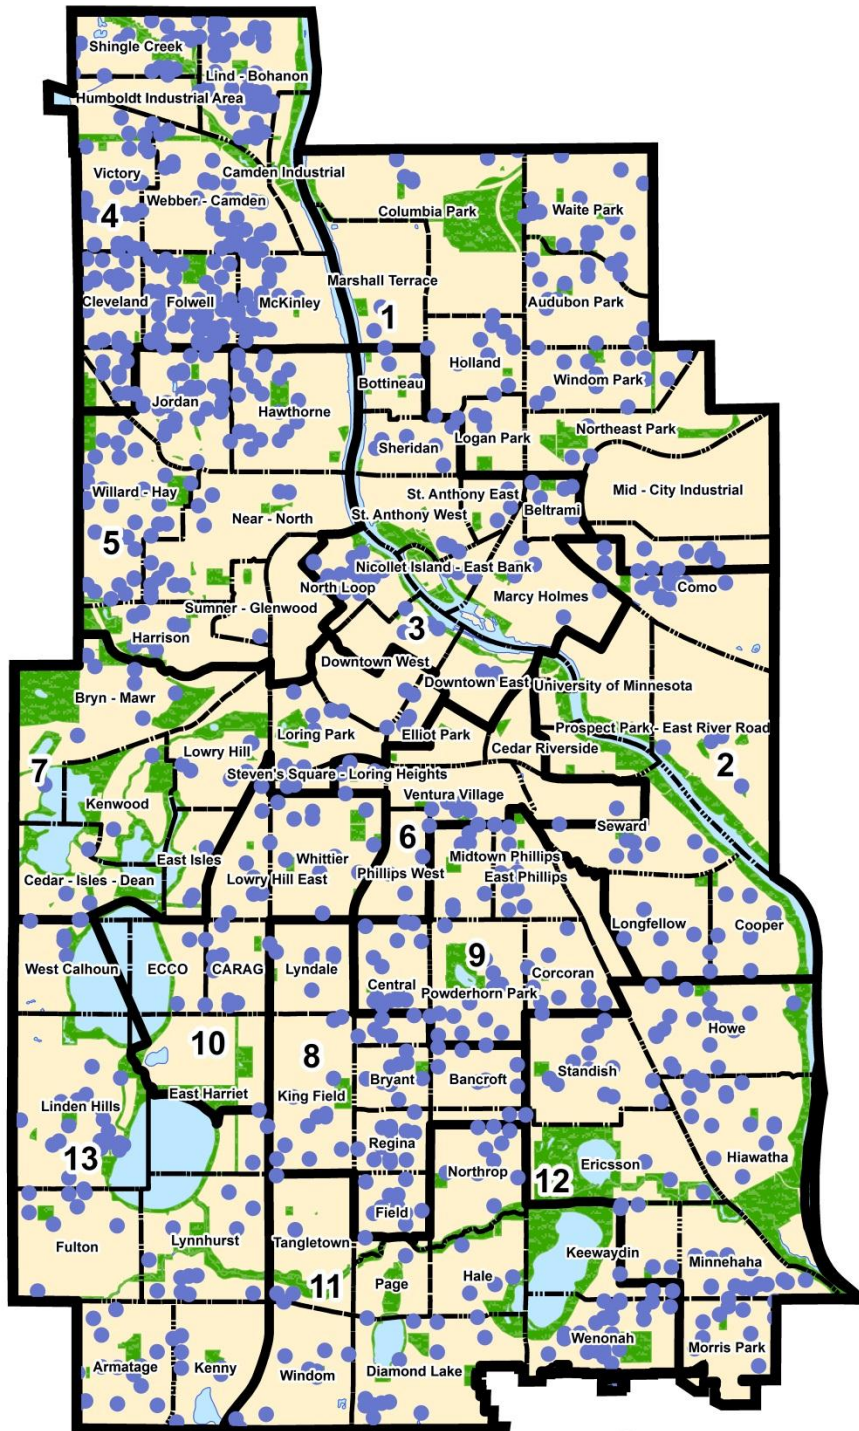 Shingle Creek
Lind - Bohanon
Humboldt Industrial Area
Victory
Camden Industrial
Webber - Camden
4
Columbia Park
Waite Park
Marshall Terrace
Cleveland
Folwell
McKinley
Audubon Park
1
Holland
Bottineau
Windom Park
Jordan
Hawthorne
Northeast Park
Logan Park
Sheridan
Willard - Hay
Mid - City Industrial
St. Anthony East
Beltrami
St. Anthony West
Near - North
5
Nicollet Island - East Bank
North Loop
Como
Marcy Holmes
Sumner - Glenwood
3
Harrison
Downtown West
Downtown East
University of Minnesota
Bryn - Mawr
Prospect Park - East River Road
Loring Park
Elliot Park
Cedar Riverside
Lowry Hill
7
2
Steven's Square - Loring Heights
Kenwood
Ventura Village
Seward
6
East Isles
Whittier
Midtown Phillips
Phillips West
East Phillips
Cedar - Isles - Dean
Lowry Hill East
Longfellow
Cooper
9
West Calhoun
ECCO
CARAG
Lyndale
Central
Corcoran
Powderhorn Park
Howe
10
8
Standish
Bryant
Bancroft
East Harriet
King Field
Linden Hills
Regina
Hiawatha
13
Northrop
Ericsson
12
Field
Lynnhurst
Tangletown
Fulton
Keewaydin
Minnehaha
11
Page
Hale
Wenonah
Morris Park
Armatage
Kenny
Windom
Diamond Lake